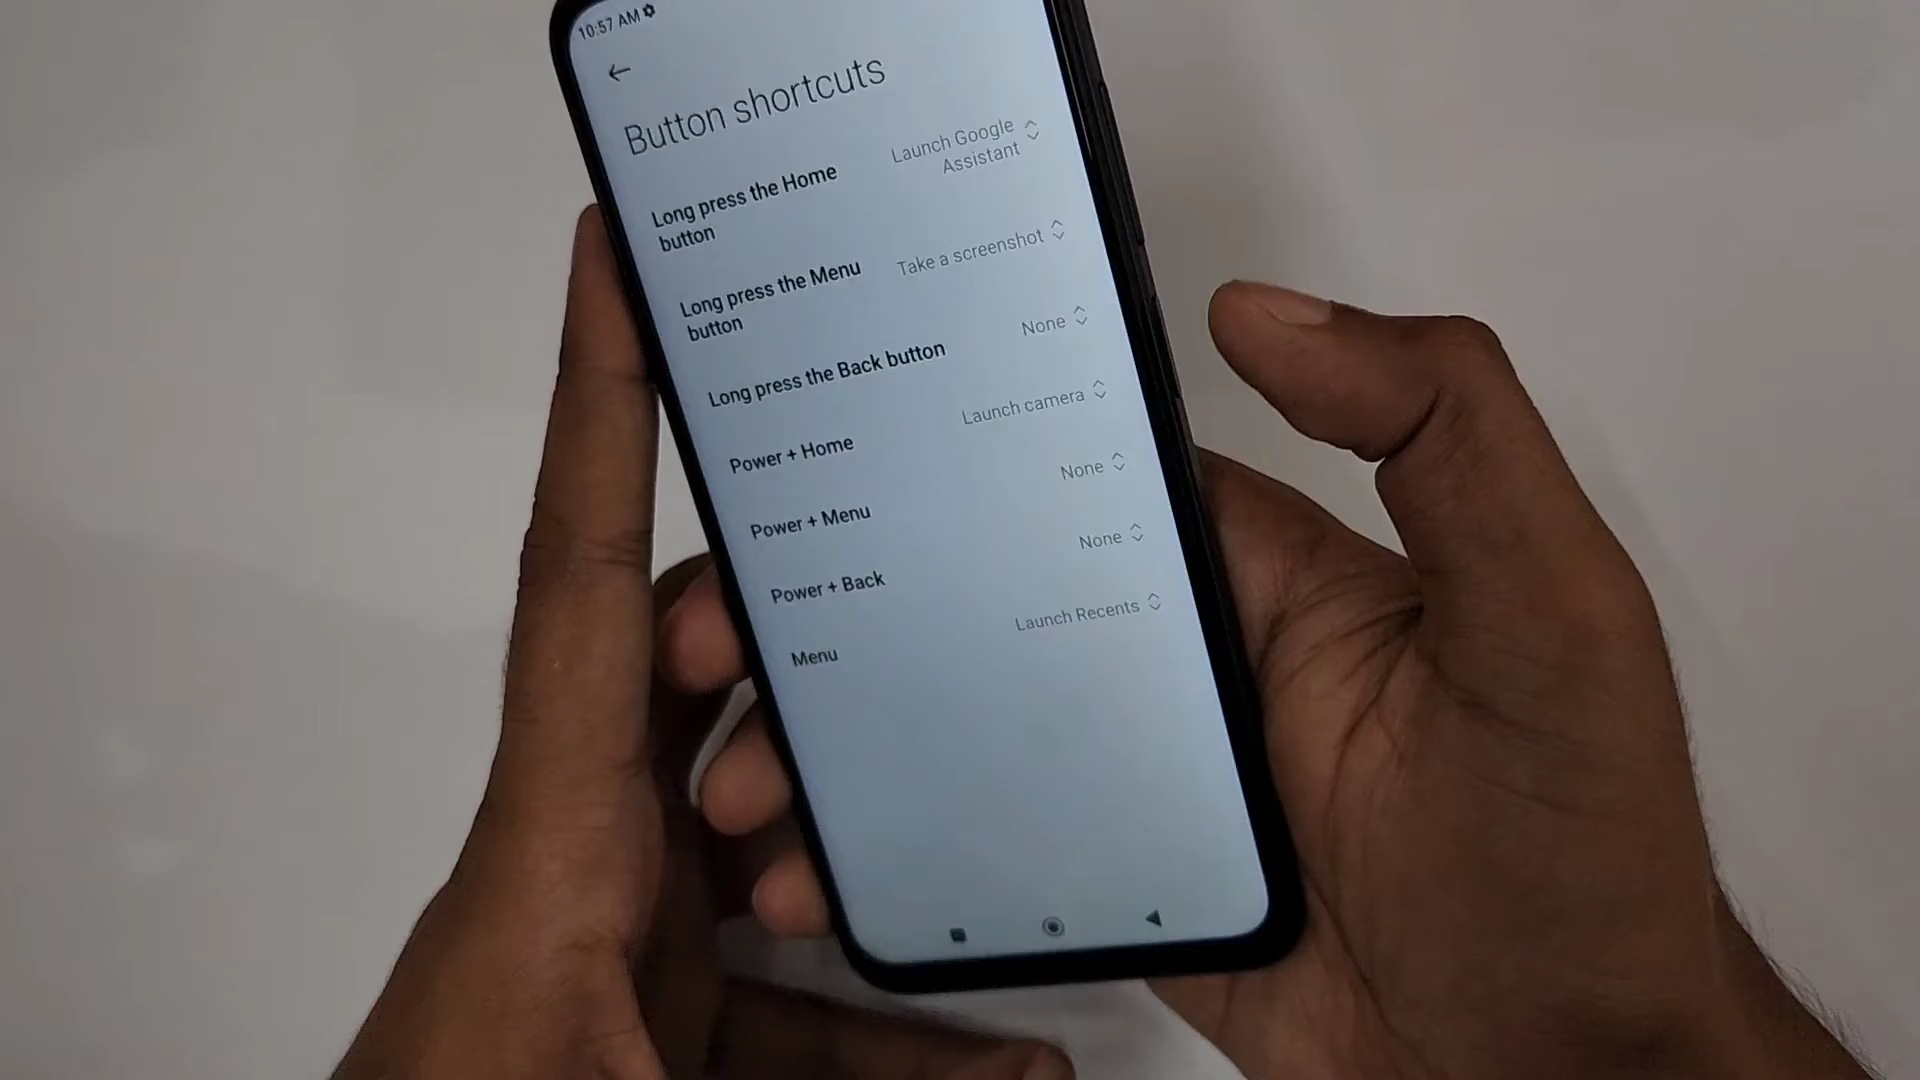 10:57 AM
Button shortcuts
Long press the Home
button
Launch Google
Assistant
Long press the Menu
button
Take a screenshot
Long press the Back button
None
Power + Home
Launch camera
Power + Menu
None
Power + Back
None
Menu
Launch Recents